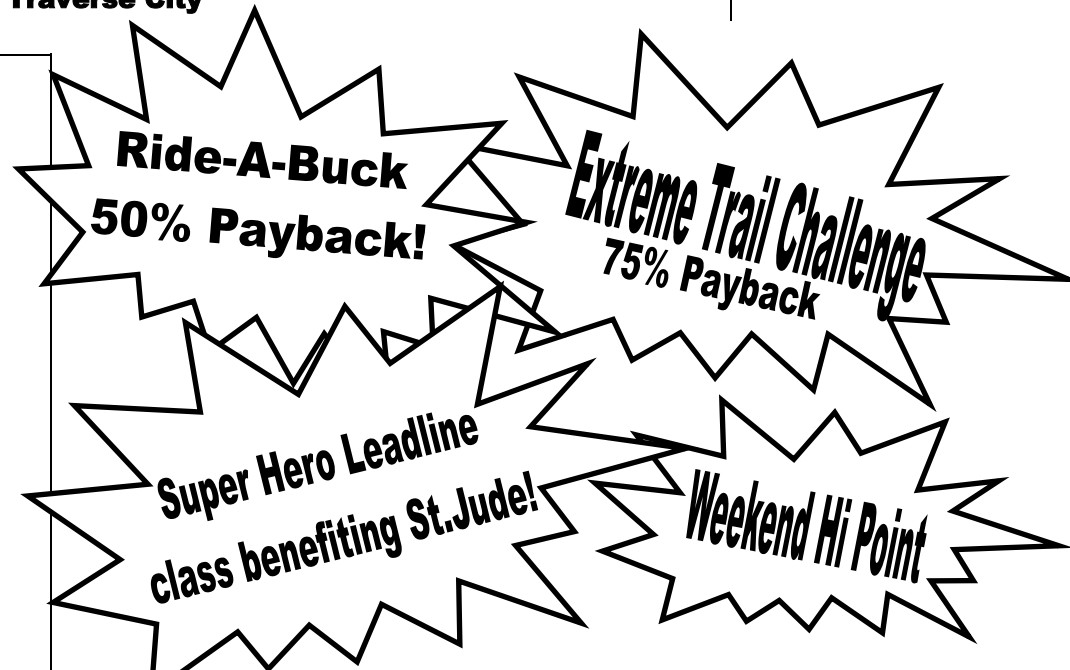 Traverse City
Ride-A-Buck
50% Payback!
Extreme Trail Challenge
75% Payback
Super Hero Leadline
class benefiting St.Jude!
Weekend Hi Point